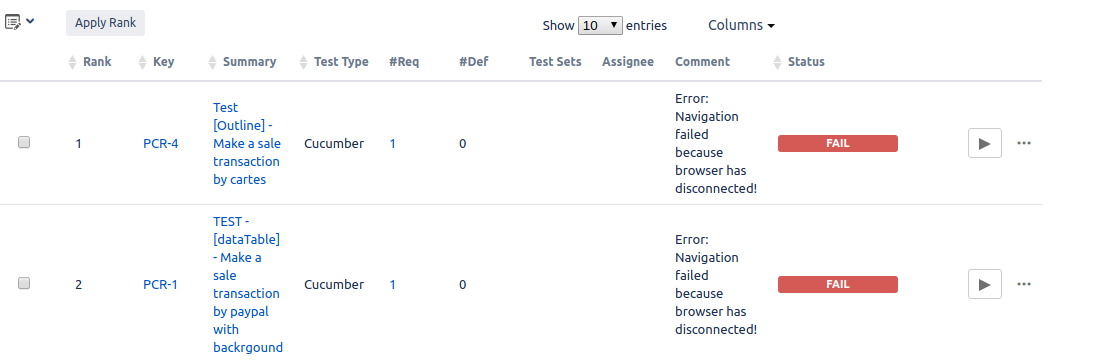 Apply Rank
Show 10 entries
Columns
Rank Key Summary Test Type #Req #Def Test Sets Assignee Comment Status
1
PCR-4
Test
[Outline] -
Make a sale
transaction
by cartes
Cucumber
1
0
Error:
Navigation
failed
because
browser has
disconnected!
FAIL
2
PCR-1
TEST -
[dataTable]
- Make a
sale
transaction
by paypal
with
backrgound
Cucumber
1
0
Error:
Navigation
failed
because
browser has
disconnected!
FAIL